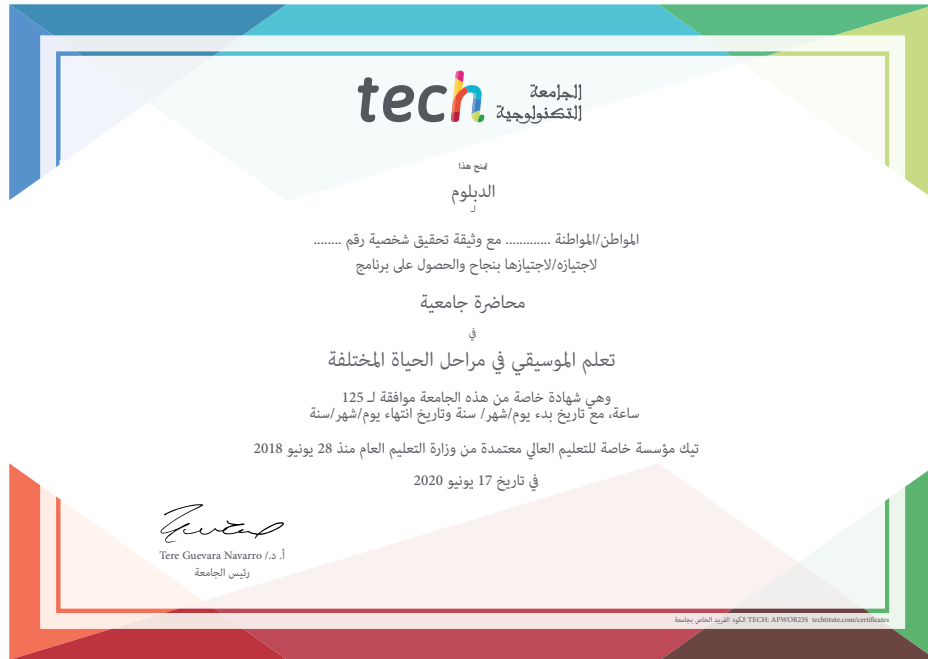 tech الجامعة
التكنولوجية
تمنح هذا
الدبلوم
لـ
المواطن/المواطنة ............. مع وثيقة تحقيق شخصية رقم ........
لاجتيازه/لاجتيازها بنجاح والحصول على برنامج
محاضرة جامعية
في
تعلم الموسيقي في مراحل الحياة المختلفة
وهي شهادة خاصة من هذه الجامعة موافقة لـ 125
ساعة، مع تاريخ بدء يوم/شهر/ سنة وتاريخ انتهاء يوم/شهر/سنة
تيك مؤسسة خاصة للتعليم العالي معتمدة من وزارة التعليم العام منذ 28 يونيو 2018
في تاريخ 17 يونيو 2020
أ. د./ Tere Guevara Navarro
رئيس الجامعة
الكود الفريد الخاص بجامعة TECH: AFWOR23S techtitute.com/certificates